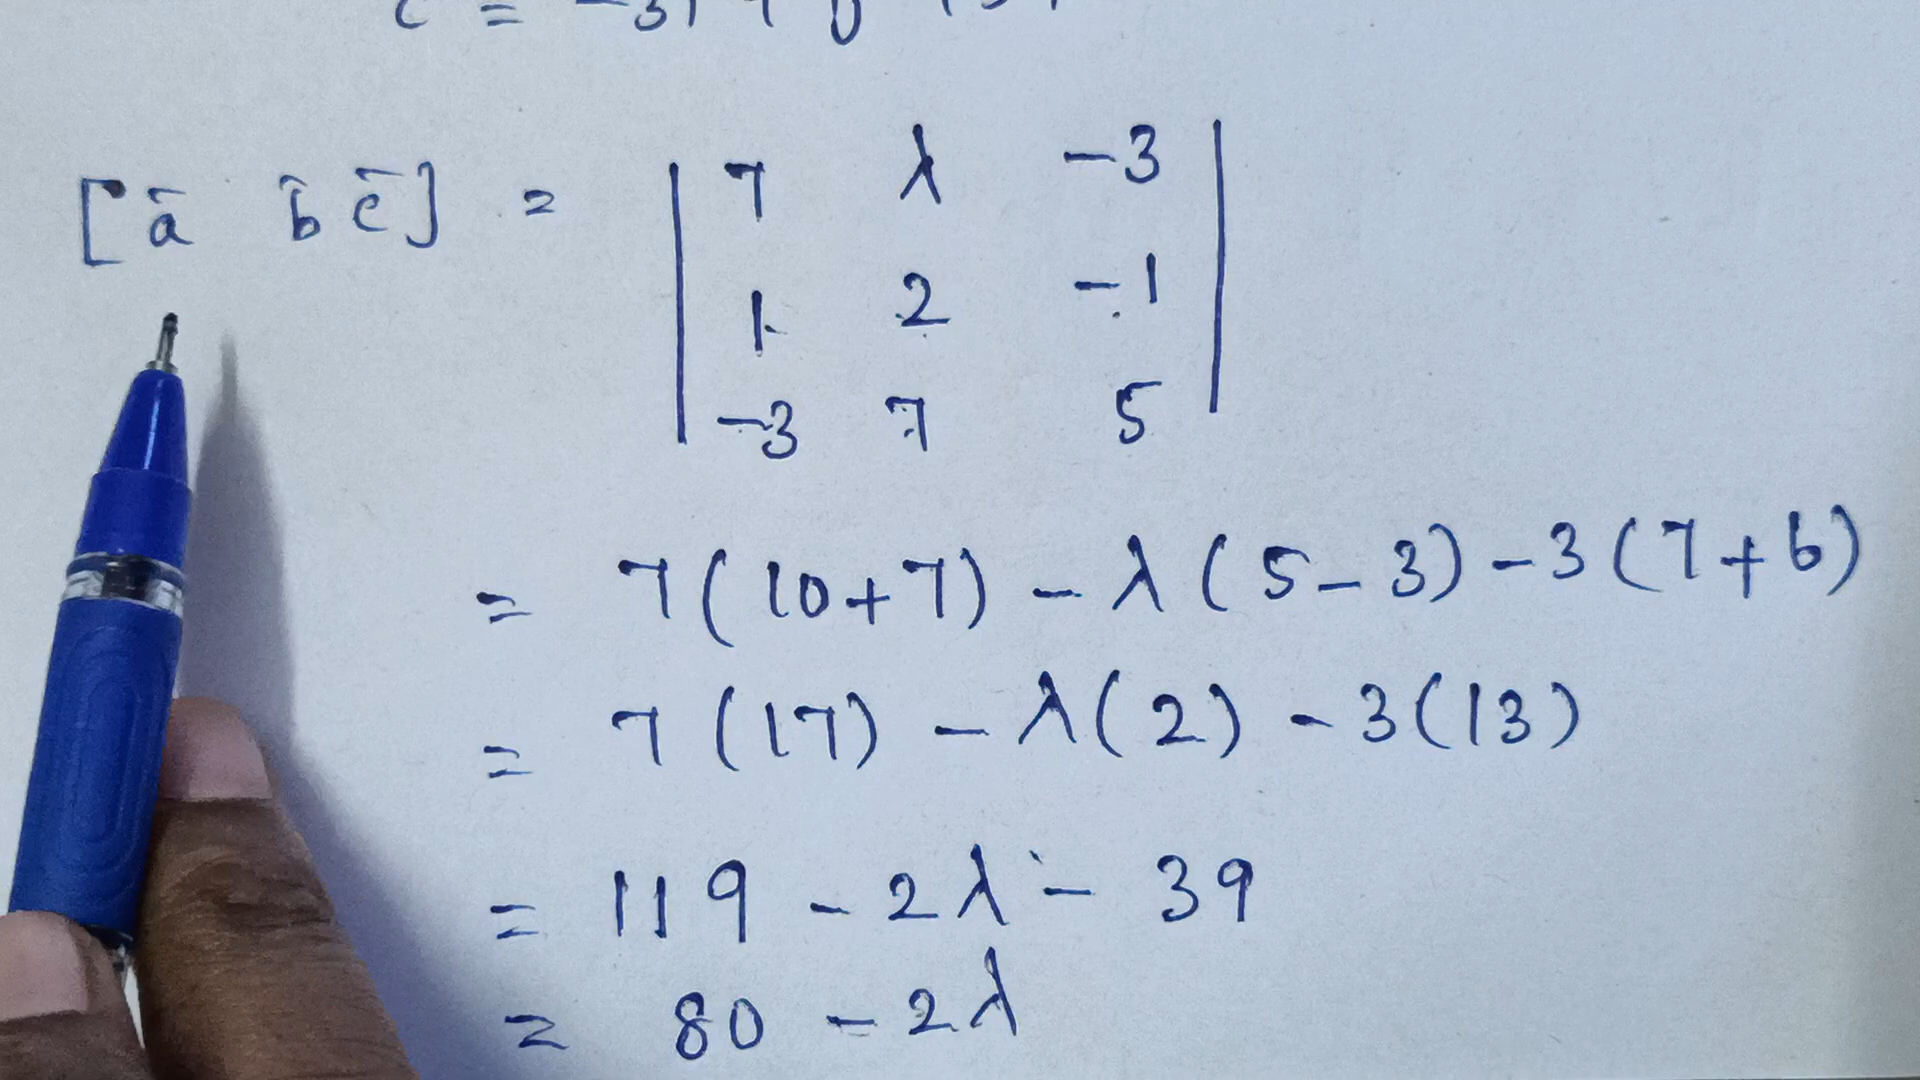 [ā b̄ c̄] = | 7 λ -3 |
| 1 2 -1 |
| -3 7 5 |
= 7(10+7) - λ(5-3) -3(7+6)
= 7(17) - λ(2) -3(13)
= 119 - 2λ - 39
= 80 - 2λ